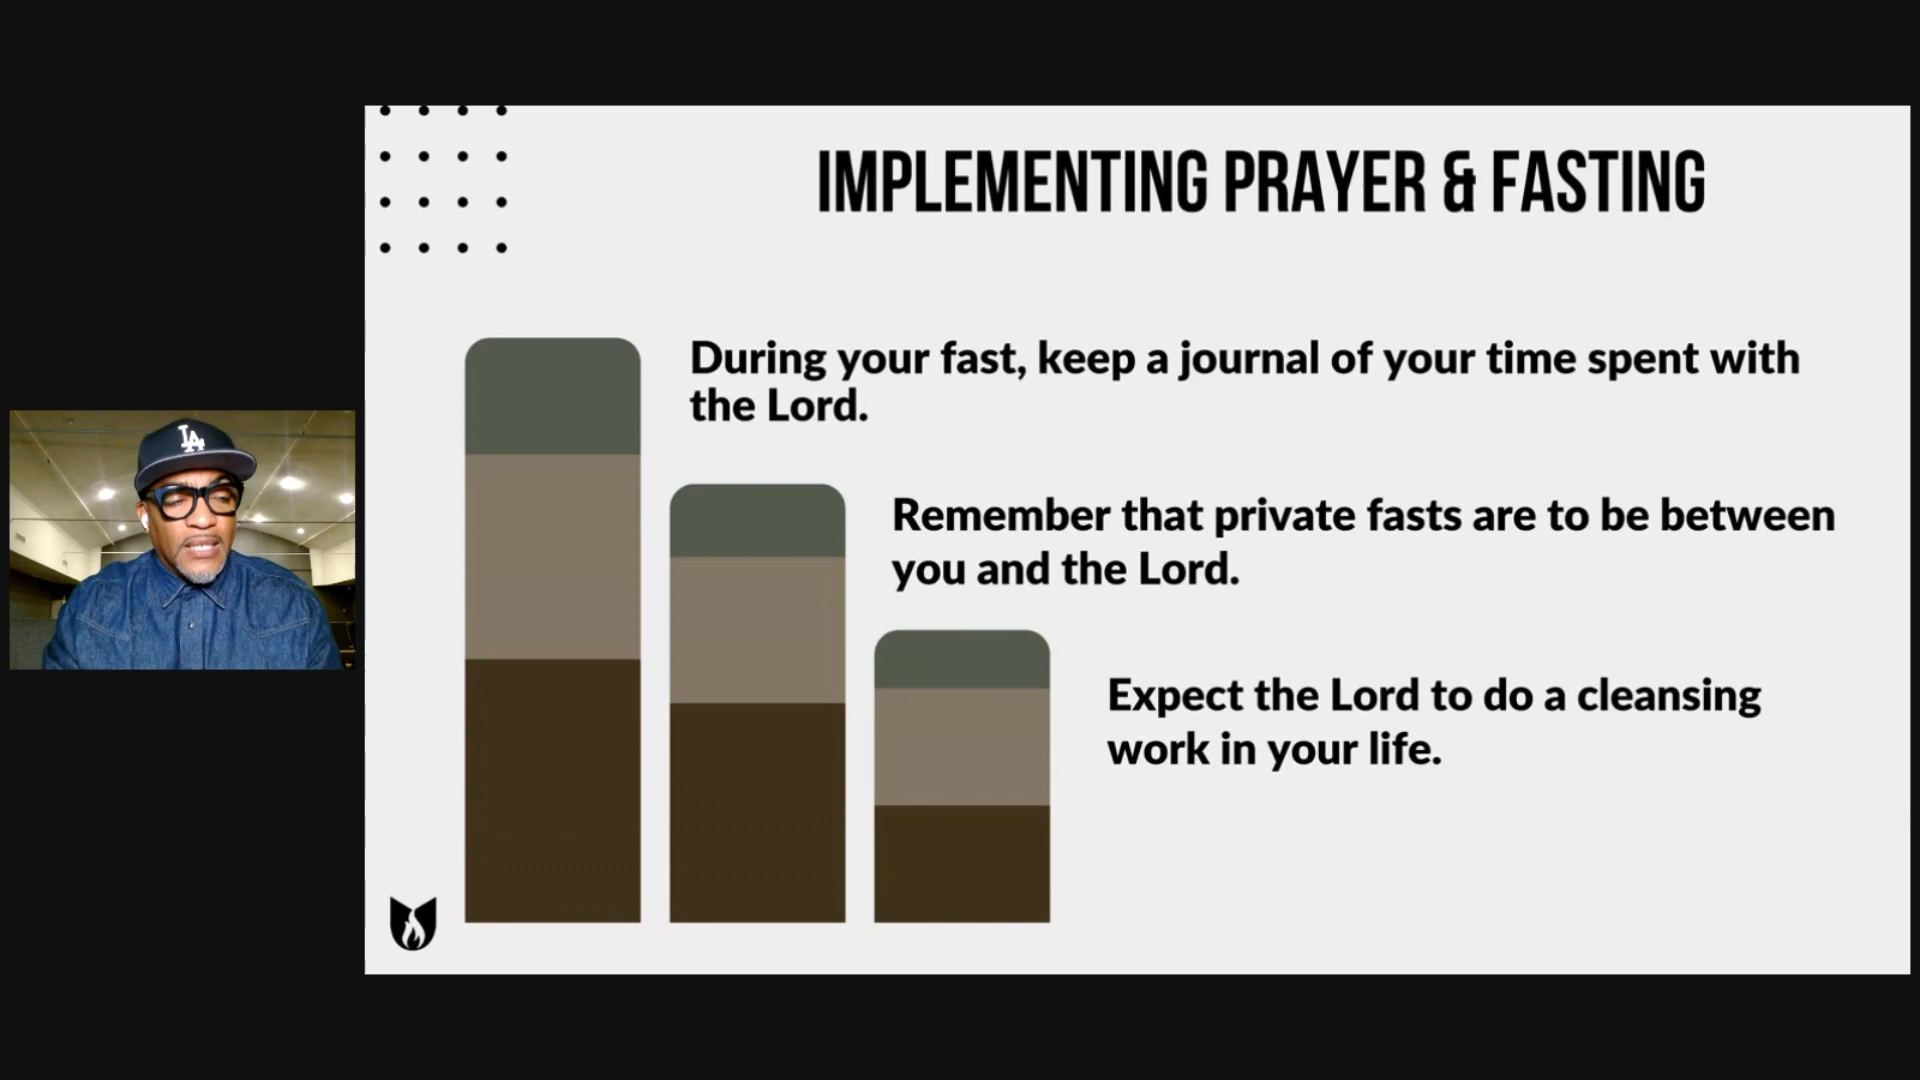 IMPLEMENTING PRAYER & FASTING
During your fast, keep a journal of your time spent with
the Lord.
Remember that private fasts are to be between
you and the Lord.
Expect the Lord to do a cleansing
work in your life.
LA